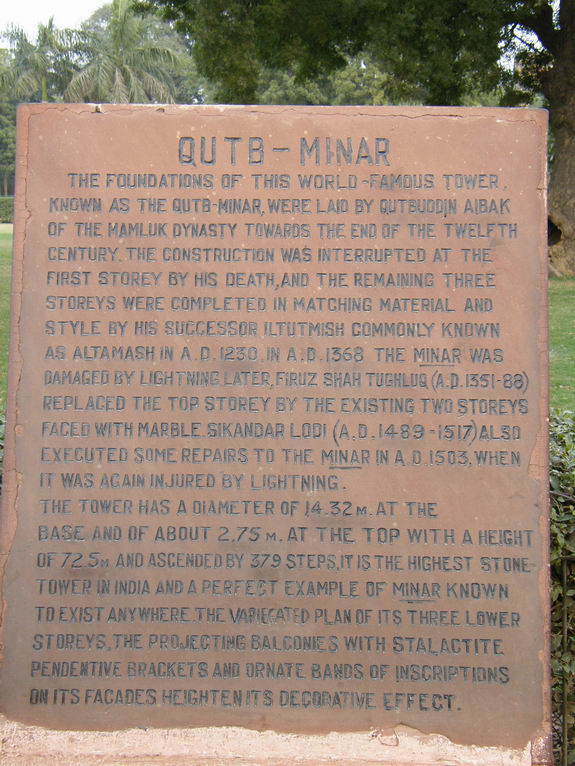 QUTB-MINAR
THE FOUNDATIONS OF THIS WORLD-FAMOUS TOWER,
KNOWN AS THE QUTB-MINAR, WERE LAID BY QUTBUDDIN AIBAK
OF THE MAMLUK DYNASTY TOWARDS THE END OF THE TWELFTH
CENTURY. THE CONSTRUCTION WAS INTERRUPTED AT THE
FIRST STOREY BY HIS DEATH, AND THE REMAINING THREE
STOREYS WERE COMPLETED IN MATCHING MATERIAL AND
STYLE BY HIS SUCCESSOR ILTUTMISH COMMONLY KNOWN
AS ALTAMASH IN A.D. 1230. IN A.D. 1368 THE MINAR WAS
DAMAGED BY LIGHTNING. LATER, FIRUZ SHAH TUGHLUQ (A.D. 1351-88)
REPLACED THE TOP STOREY BY THE EXISTING TWO STOREYS
FACED WITH MARBLE. SIKANDAR LODI (A.D. 1489-1517) ALSO
EXECUTED SOME REPAIRS TO THE MINAR IN A.D. 1503, WHEN
IT WAS AGAIN INJURED BY LIGHTNING.
THE TOWER HAS A DIAMETER OF 14.32 M. AT THE
BASE AND OF ABOUT 2.75 M. AT THE TOP WITH A HEIGHT
OF 72.5 M AND ASCENDED BY 379 STEPS, IT IS THE HIGHEST STONE
TOWER IN INDIA AND A PERFECT EXAMPLE OF MINAR KNOWN
TO EXIST ANYWHERE. THE VARIEGATED PLAN OF ITS THREE LOWER
STOREYS, THE PROJECTING BALCONIES WITH STALACTITE
PENDENTIVE BRACKETS AND ORNATE BANDS OF INSCRIPTIONS
ON ITS FACADES HEIGHTEN ITS DECORATIVE EFFECT.